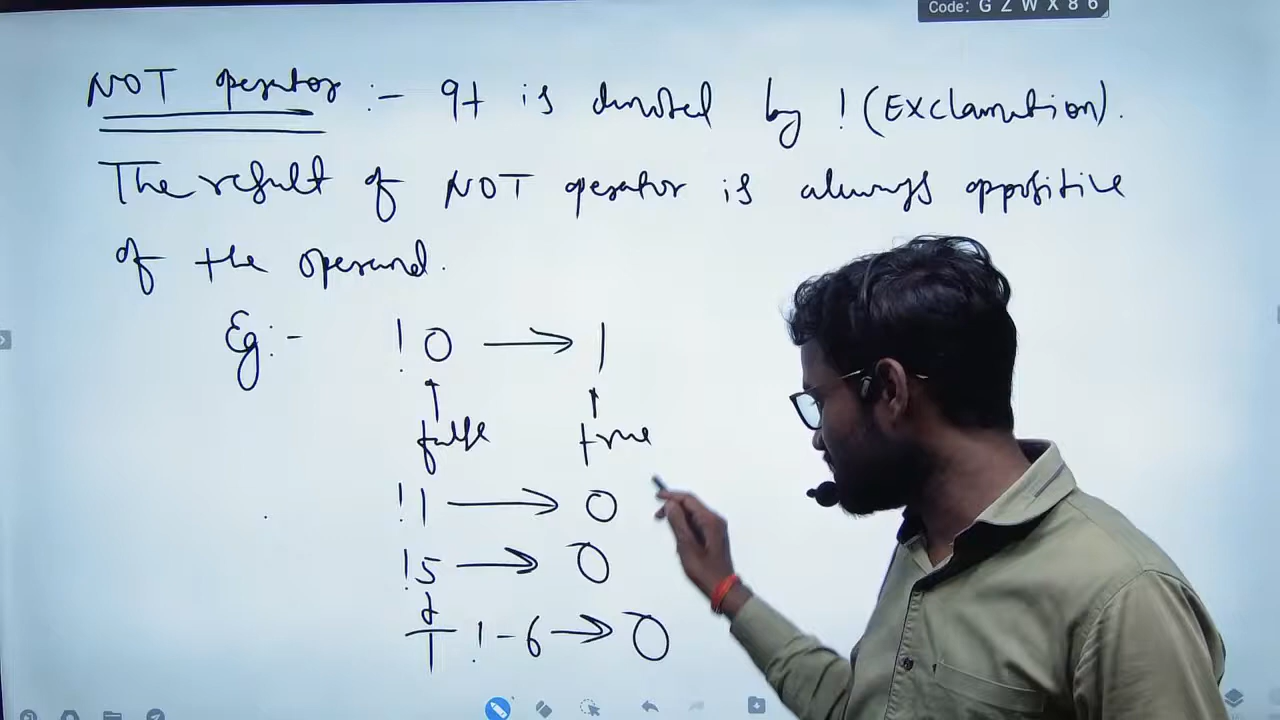 Code: G Z W X 8 6
NOT operator :- It is denoted by ! (Exclamation).
The result of NOT operator is always oppositive
of the operand.
Eg:- !0 → 1
↑ ↑
false true
!1 → 0
!5 → 0
↓
T !-6 → 0